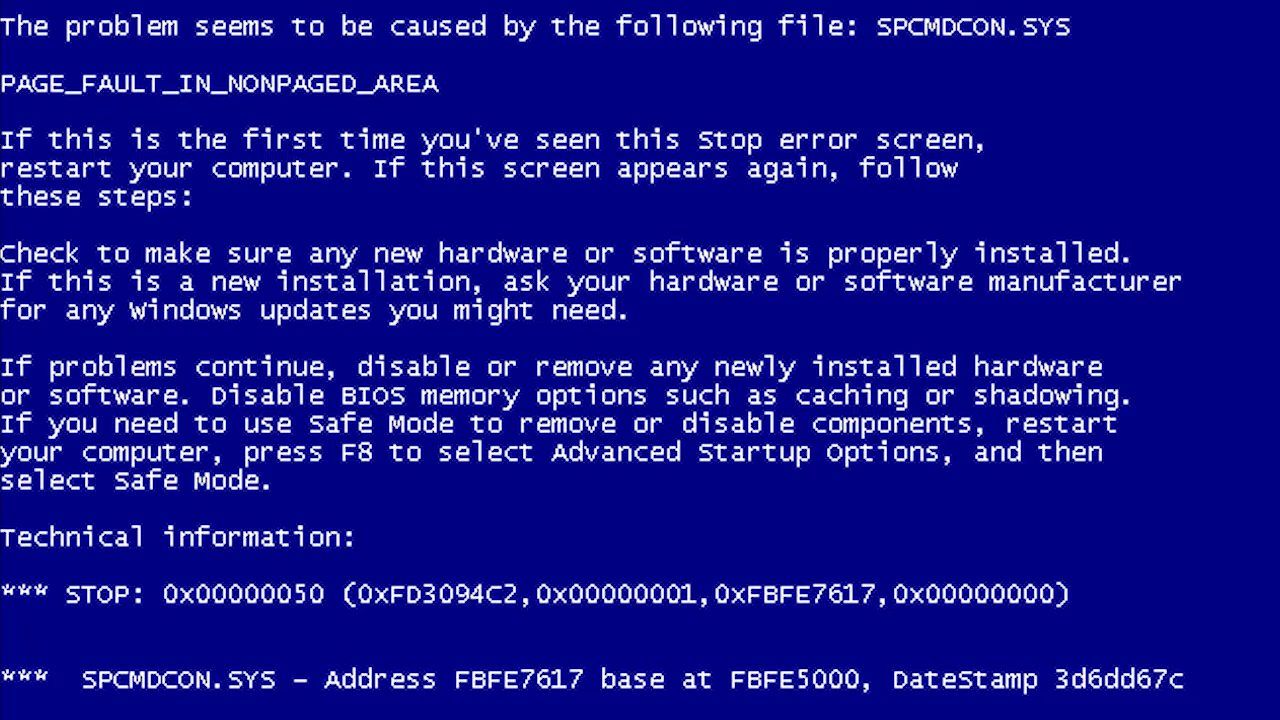 The problem seems to be caused by the following file: SPCMDCON.SYS
PAGE_FAULT_IN_NONPAGED_AREA
If this is the first time you've seen this Stop error screen,
restart your computer. If this screen appears again, follow
these steps:
Check to make sure any new hardware or software is properly installed.
If this is a new installation, ask your hardware or software manufacturer
for any Windows updates you might need.
If problems continue, disable or remove any newly installed hardware
or software. Disable BIOS memory options such as caching or shadowing.
If you need to use Safe Mode to remove or disable components, restart
your computer, press F8 to select Advanced Startup Options, and then
select Safe Mode.
Technical information:
*** STOP: 0x00000050 (0xFD3094C2,0x00000001,0xFBFE7617,0x00000000)
*** SPCMDCON.SYS – Address FBFE7617 base at FBFE5000, DateStamp 3d6dd67c